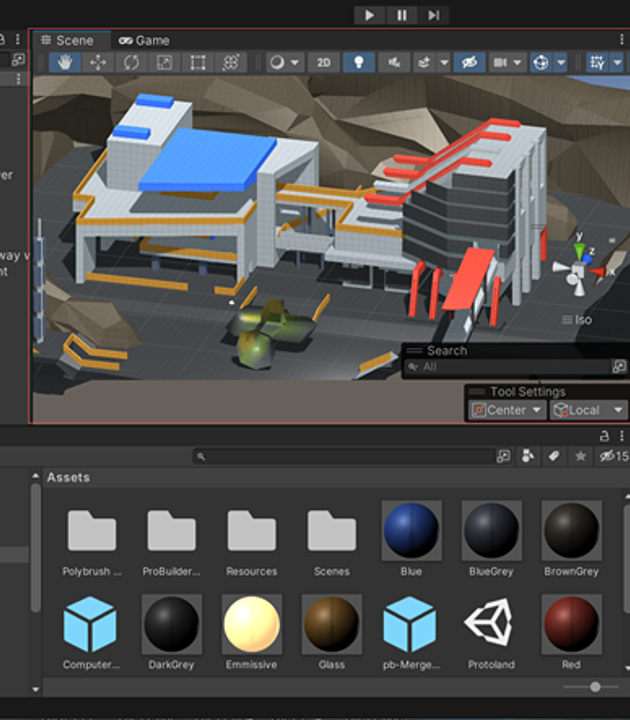 Scene Game
2D
er
way v
nt
y
z
x
Iso
Search
All
Tool Settings
Center Local
15
Assets
Polybrush ... ProBuilder... Resources Scenes Blue BlueGrey BrownGrey
Computer... DarkGrey Emmissive Glass pb-Merge... Protoland Red